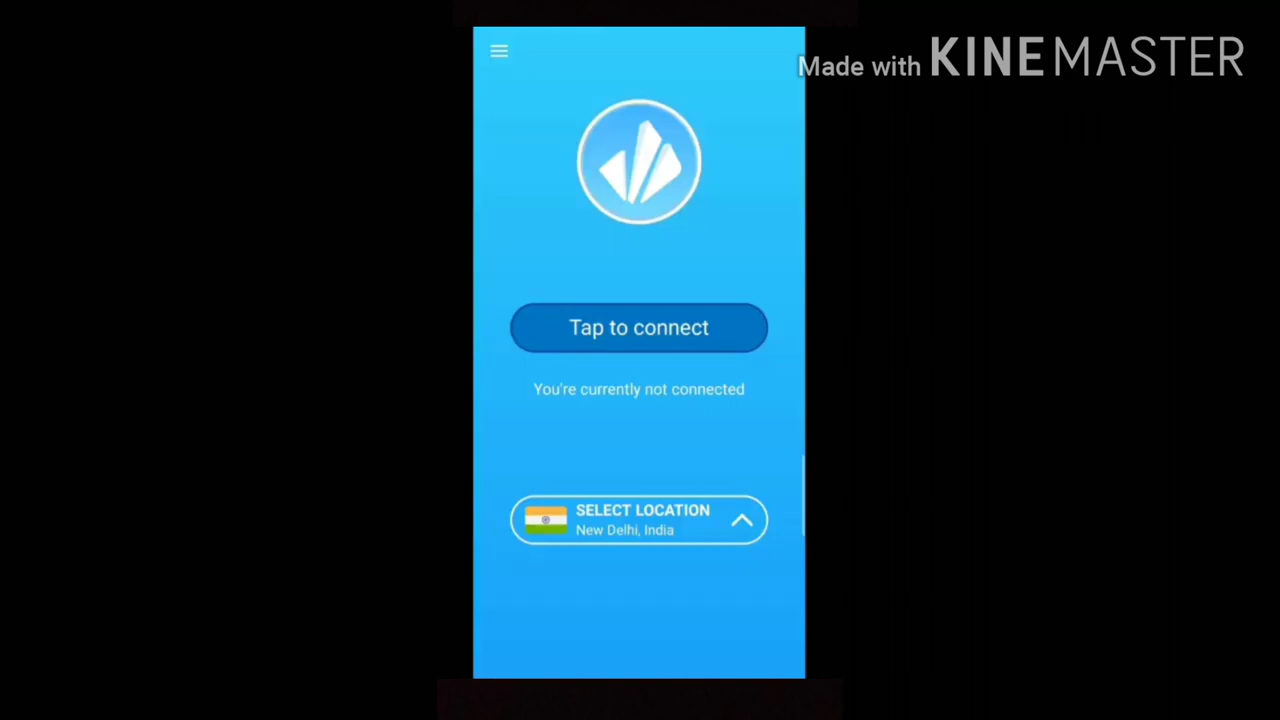 Made with KINEMASTER
Tap to connect
You're currently not connected
SELECT LOCATION
New Delhi, India